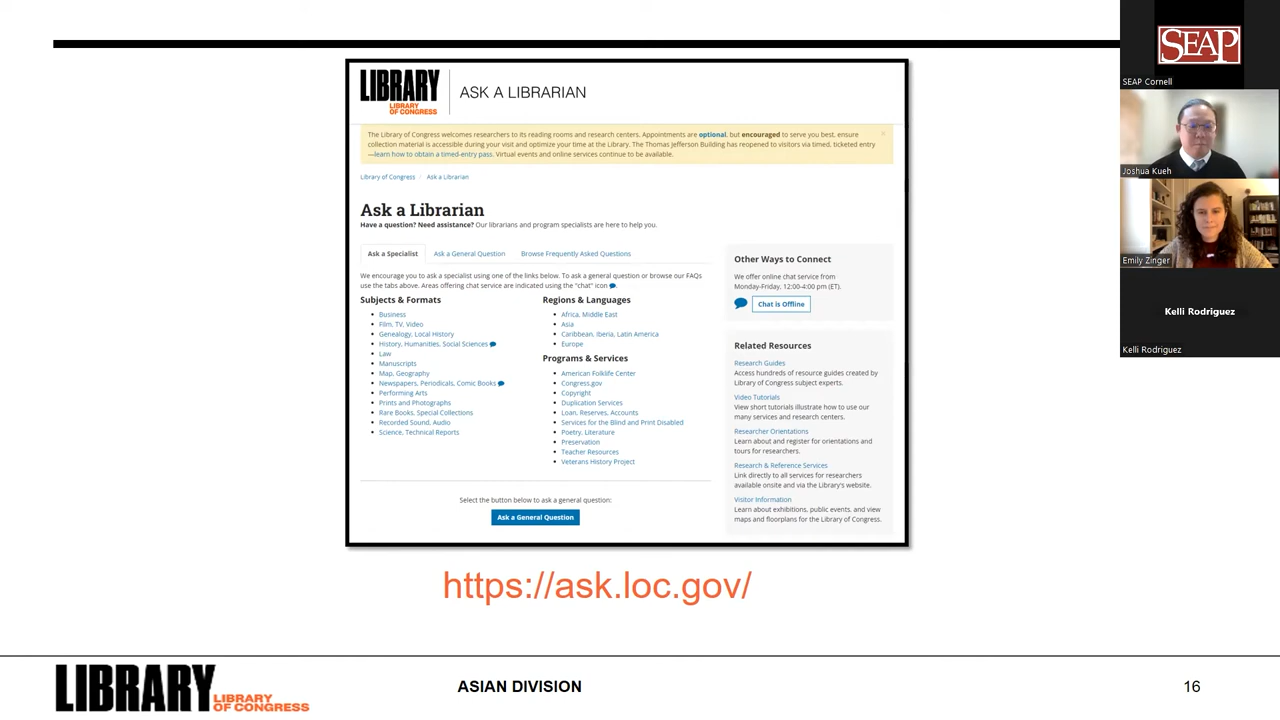 LIBRARY
LIBRARY
OF CONGRESS
ASK A LIBRARIAN
The Library of Congress welcomes researchers to its reading rooms and research centers. Appointments are optional, but encouraged to serve you best, ensure
collection material is accessible during your visit and optimize your time at the Library. The Thomas Jefferson Building has reopened to visitors via timed, ticketed entry
—learn how to obtain a timed-entry pass. Virtual events and online services continue to be available.
Library of Congress / Ask a Librarian
Ask a Librarian
Have a question? Need assistance? Our librarians and program specialists are here to help you.
Ask a Specialist
Ask a General Question
Browse Frequently Asked Questions
We encourage you to ask a specialist using one of the links below. To ask a general question or browse our FAQs
use the tabs above. Areas offering chat service are indicated using the "chat" icon.
Subjects & Formats
Business
Film, TV, Video
Genealogy, Local History
History, Humanities, Social Sciences
Law
Manuscripts
Map, Geography
Newspapers, Periodicals, Comic Books
Performing Arts
Prints and Photographs
Rare Books, Special Collections
Recorded Sound, Audio
Science, Technical Reports
Regions & Languages
Africa, Middle East
Asia
Caribbean, Iberia, Latin America
Europe
Programs & Services
American Folklife Center
Congress.gov
Copyright
Duplication Services
Loan, Reserves, Accounts
Services for the Blind and Print Disabled
Poetry, Literature
Preservation
Teacher Resources
Veterans History Project
Select the button below to ask a general question:
Ask a General Question
Other Ways to Connect
We offer online chat service from
Monday-Friday, 12:00-4:00 pm (ET).
Chat is Offline
Related Resources
Research Guides
Access hundreds of resource guides created by
Library of Congress subject experts.
Video Tutorials
View short tutorials illustrate how to use our
many services and research centers.
Researcher Orientations
Learn about and register for orientations and
tours for researchers.
Research & Reference Services
Link directly to all services for researchers
available onsite and via the Library's website.
Visitor Information
Learn about exhibitions, public events, and view
maps and floorplans for the Library of Congress.
https://ask.loc.gov/
LIBRARY
LIBRARY
OF CONGRESS
ASIAN DIVISION
16
SEAP
SEAP Cornell
Joshua Kueh
Emily Zinger
Kelli Rodriguez
Kelli Rodriguez